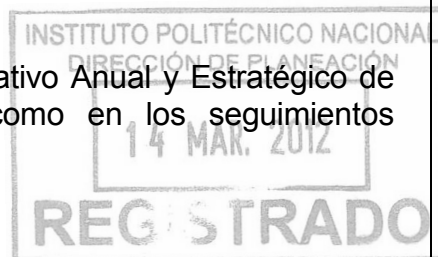 INSTITUTO POLITÉCNICO NACIONAL
DIRECCIÓN DE PLANEACIÓN
ativo Anual y Estratégico de
como en los seguimientos
14 MAR. 2012
REGISTRADO